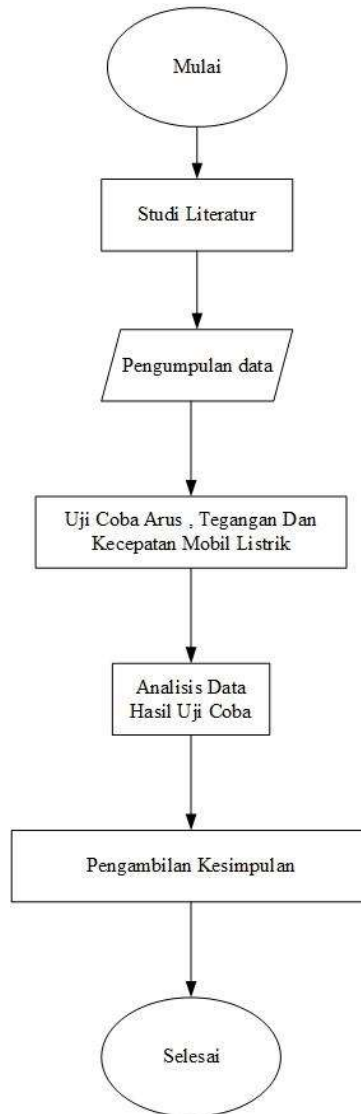 Mulai
Studi Literatur
Pengumpulan data
Uji Coba Arus , Tegangan Dan
Kecepatan Mobil Listrik
Analisis Data
Hasil Uji Coba
Pengambilan Kesimpulan
Selesai